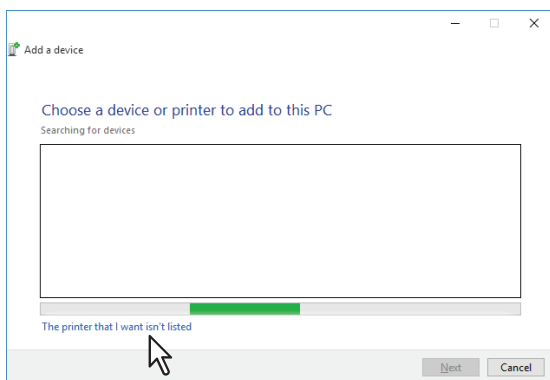 Add a device
Choose a device or printer to add to this PC
Searching for devices
The printer that I want isn't listed
Next Cancel